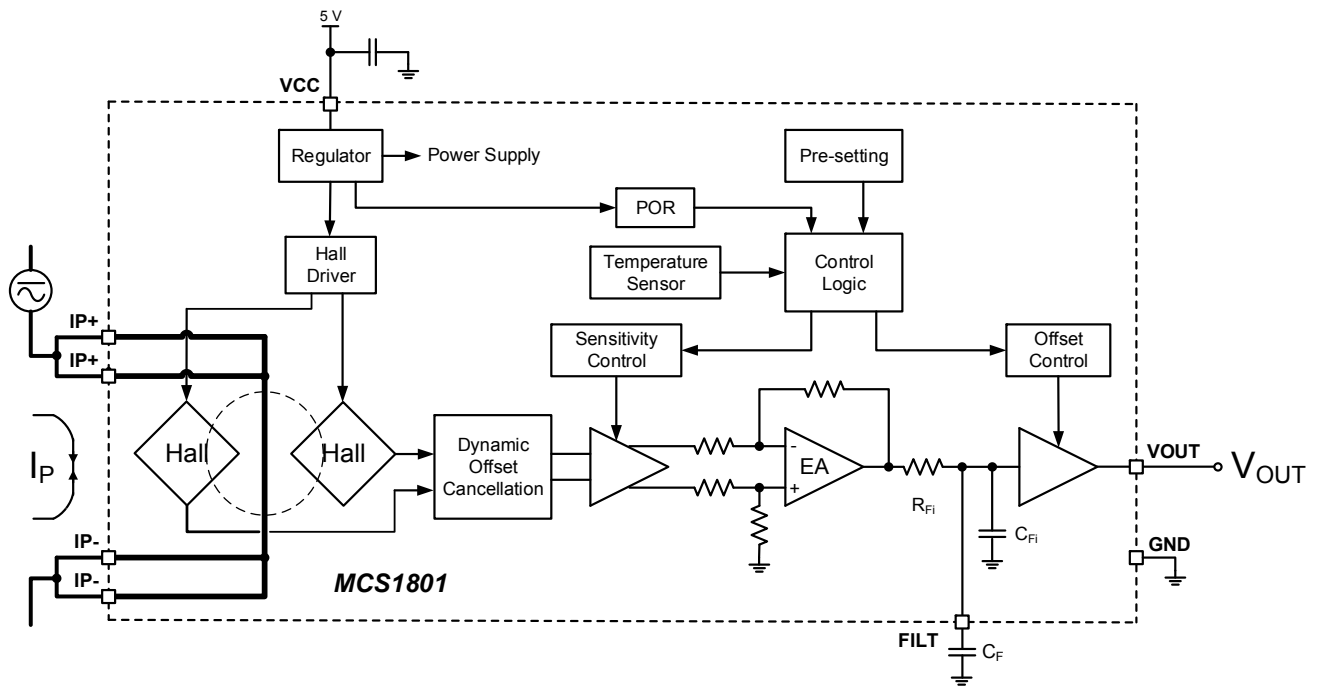 5 V
VCC
Regulator
Power Supply
Pre-setting
POR
Hall
Driver
Temperature
Sensor
Control
Logic
IP+
IP+
Sensitivity
Control
Offset
Control
Hall
Hall
Dynamic
Offset
Cancellation
-
EA
+
RFi
CFi
VOUT
VOUT
IP
GND
IP-
IP-
MCS1801
FILT
CF